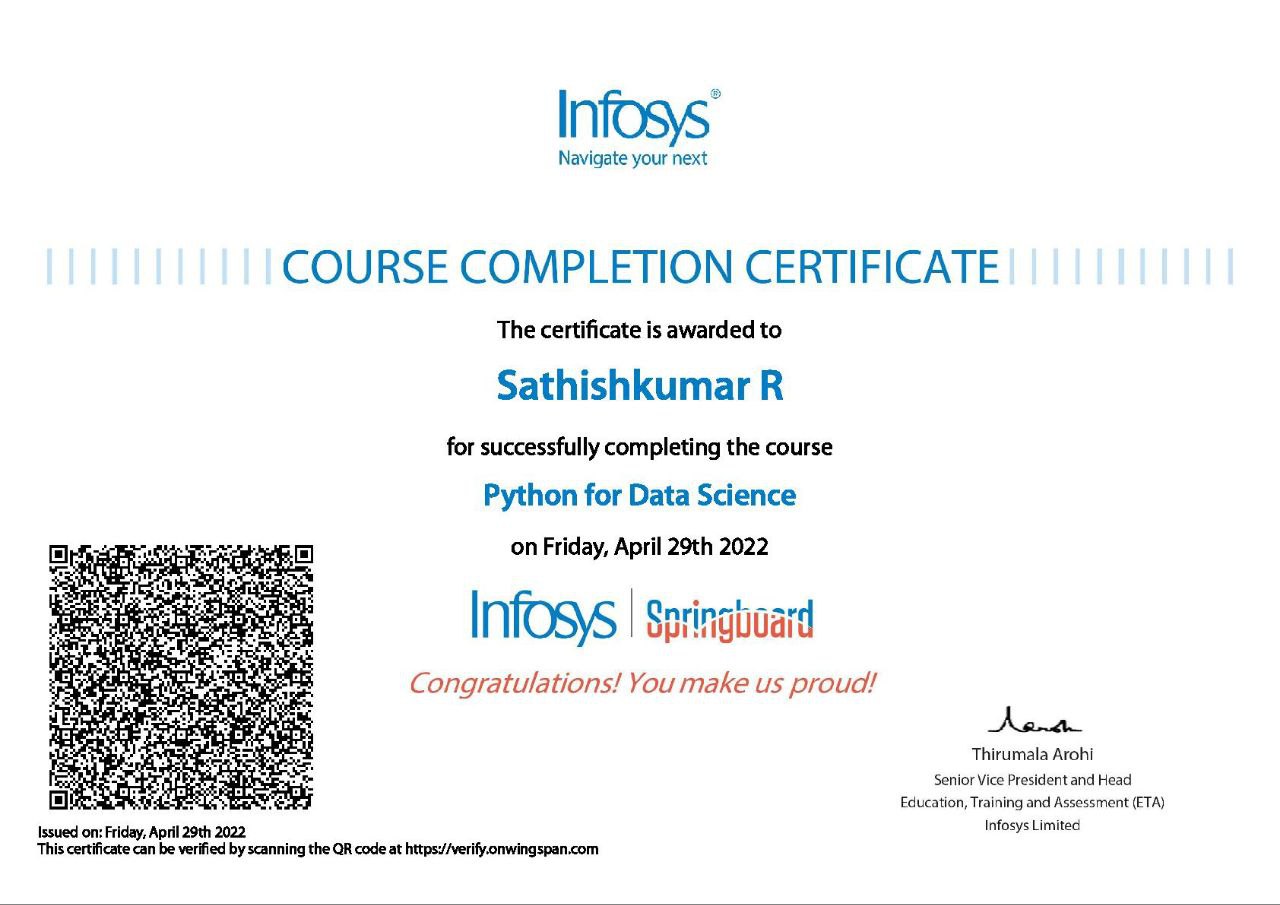 Infosys®
Navigate your next
COURSE COMPLETION CERTIFICATE
The certificate is awarded to
Sathishkumar R
for successfully completing the course
Python for Data Science
on Friday, April 29th 2022
Infosys | Springboard
Congratulations! You make us proud!
Thirumala Arohi
Senior Vice President and Head
Education, Training and Assessment (ETA)
Infosys Limited
Issued on: Friday, April 29th 2022
This certificate can be verified by scanning the QR code at https://verify.onwingspan.com